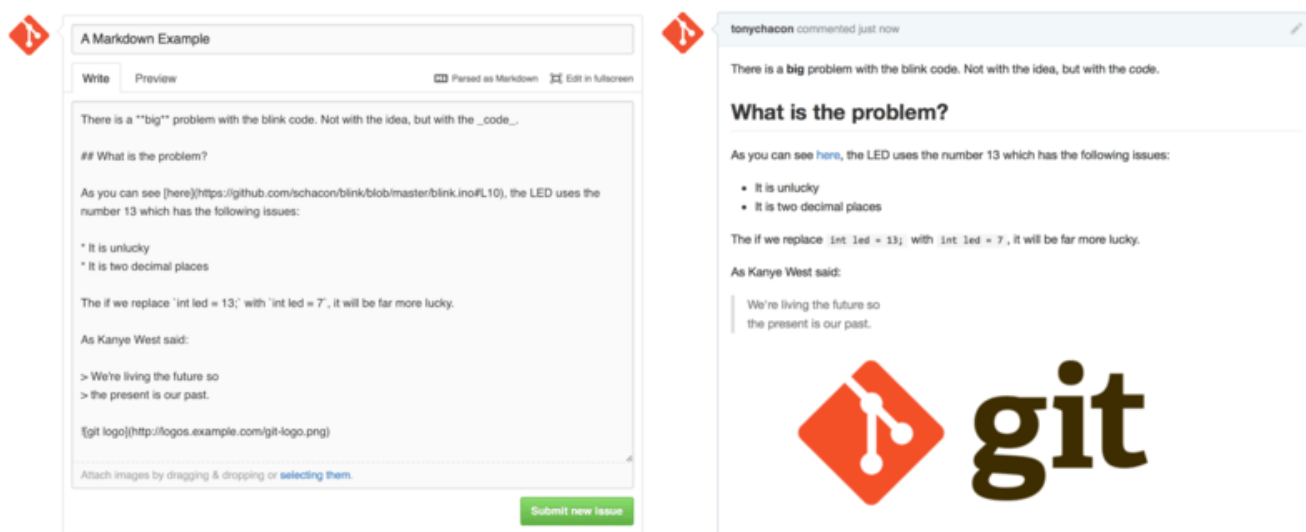 A Markdown Example
Write Preview Parsed as Markdown Edit in fullscreen
There is a **big** problem with the blink code. Not with the idea, but with the _code_.
## What is the problem?
As you can see [here](https://github.com/schacon/blink/blob/master/blink.ino#L10), the LED uses the
number 13 which has the following issues:
* It is unlucky
* It is two decimal places
The if we replace `int led = 13;` with `int led = 7`, it will be far more lucky.
As Kanye West said:
> We're living the future so
> the present is our past.
![git logo](http://logos.example.com/git-logo.png)
Attach images by dragging & dropping or selecting them.
Submit new issue
tonychacon commented just now
There is a big problem with the blink code. Not with the idea, but with the code.
What is the problem?
As you can see here, the LED uses the number 13 which has the following issues:
• It is unlucky
• It is two decimal places
The if we replace int led = 13; with int led = 7 , it will be far more lucky.
As Kanye West said:
We're living the future so
the present is our past.
git